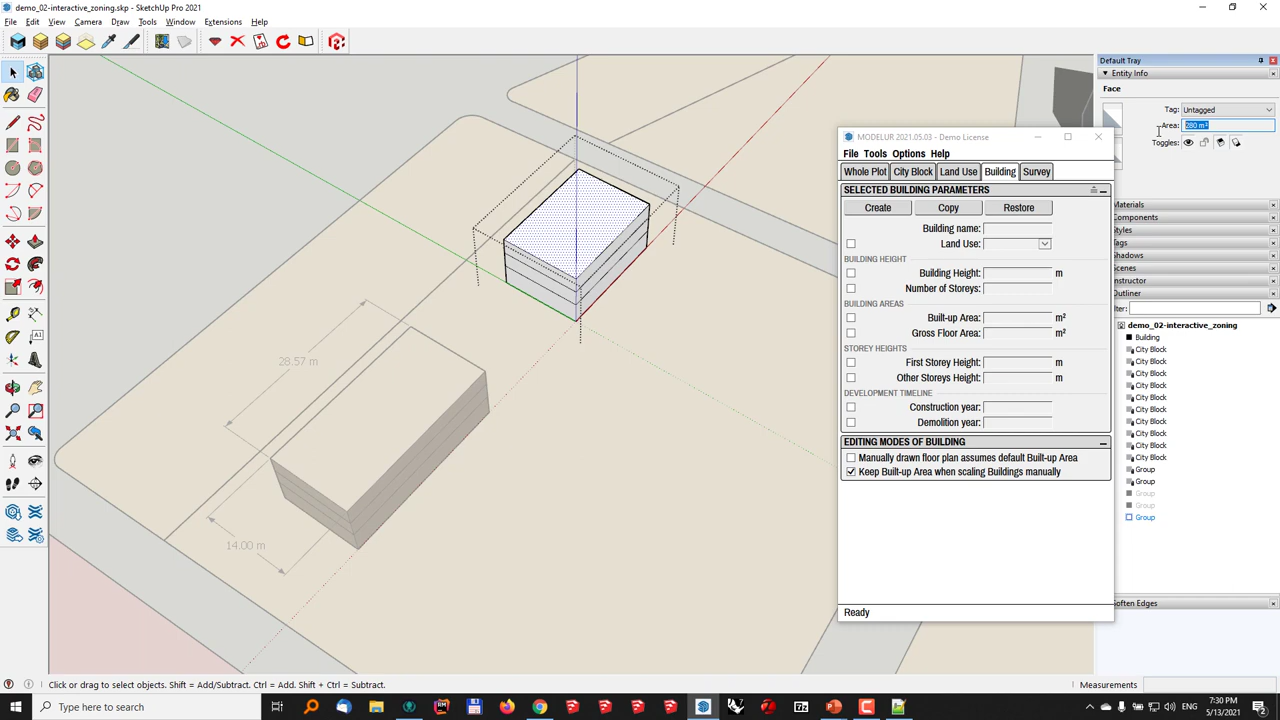 demo_02-interactive_zoning.skp - SketchUp Pro 2021
File Edit View Camera Draw Tools Window Extensions Help
Default Tray
Entity Info
Face
Tag: Untagged
Area: 280 m²
Toggles:
Materials
Components
Styles
Tags
Shadows
Scenes
Instructor
Outliner
MODELUR 2021.05.03 - Demo License
File Tools Options Help
Whole Plot City Block Land Use Building Survey
SELECTED BUILDING PARAMETERS
Create Copy Restore
Building name:
Land Use:
BUILDING HEIGHT
Building Height: m
Number of Storeys:
BUILDING AREAS
Built-up Area: m²
Gross Floor Area: m²
STOREY HEIGHTS
First Storey Height: m
Other Storeys Height: m
DEVELOPMENT TIMELINE
Construction year:
Demolition year:
EDITING MODES OF BUILDING
Manually drawn floor plan assumes default Built-up Area
Keep Built-up Area when scaling Buildings manually
Ready
28.57 m
14.00 m
demo_02-interactive_zoning
Building
City Block
City Block
City Block
City Block
City Block
City Block
City Block
City Block
City Block
City Block
Group
Group
Group
Group
Group
Soften Edges
Click or drag to select objects. Shift = Add/Subtract. Ctrl = Add. Shift + Ctrl = Subtract.
Measurements
Type here to search
ENG
7:30 PM
5/13/2021